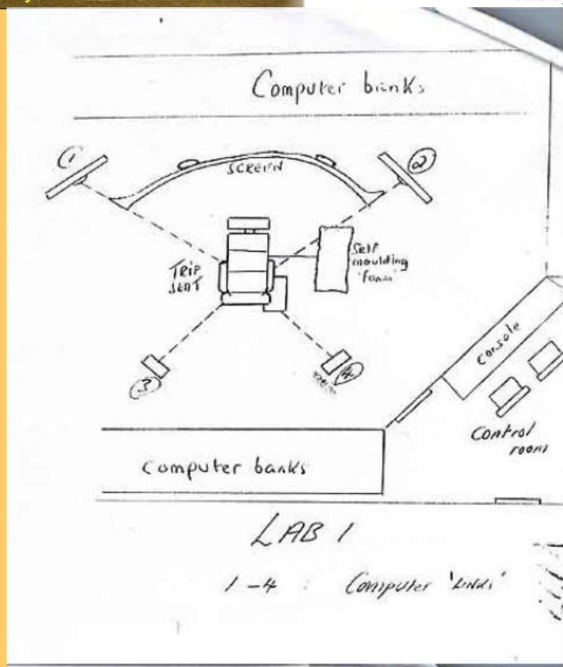 Computer banks
1
2
SCREEN
TRIP
SEAT
Self
moulding
'foam'
3
4
console
Control
room
Computer banks
LAB 1
1-4 : Computer 'links'